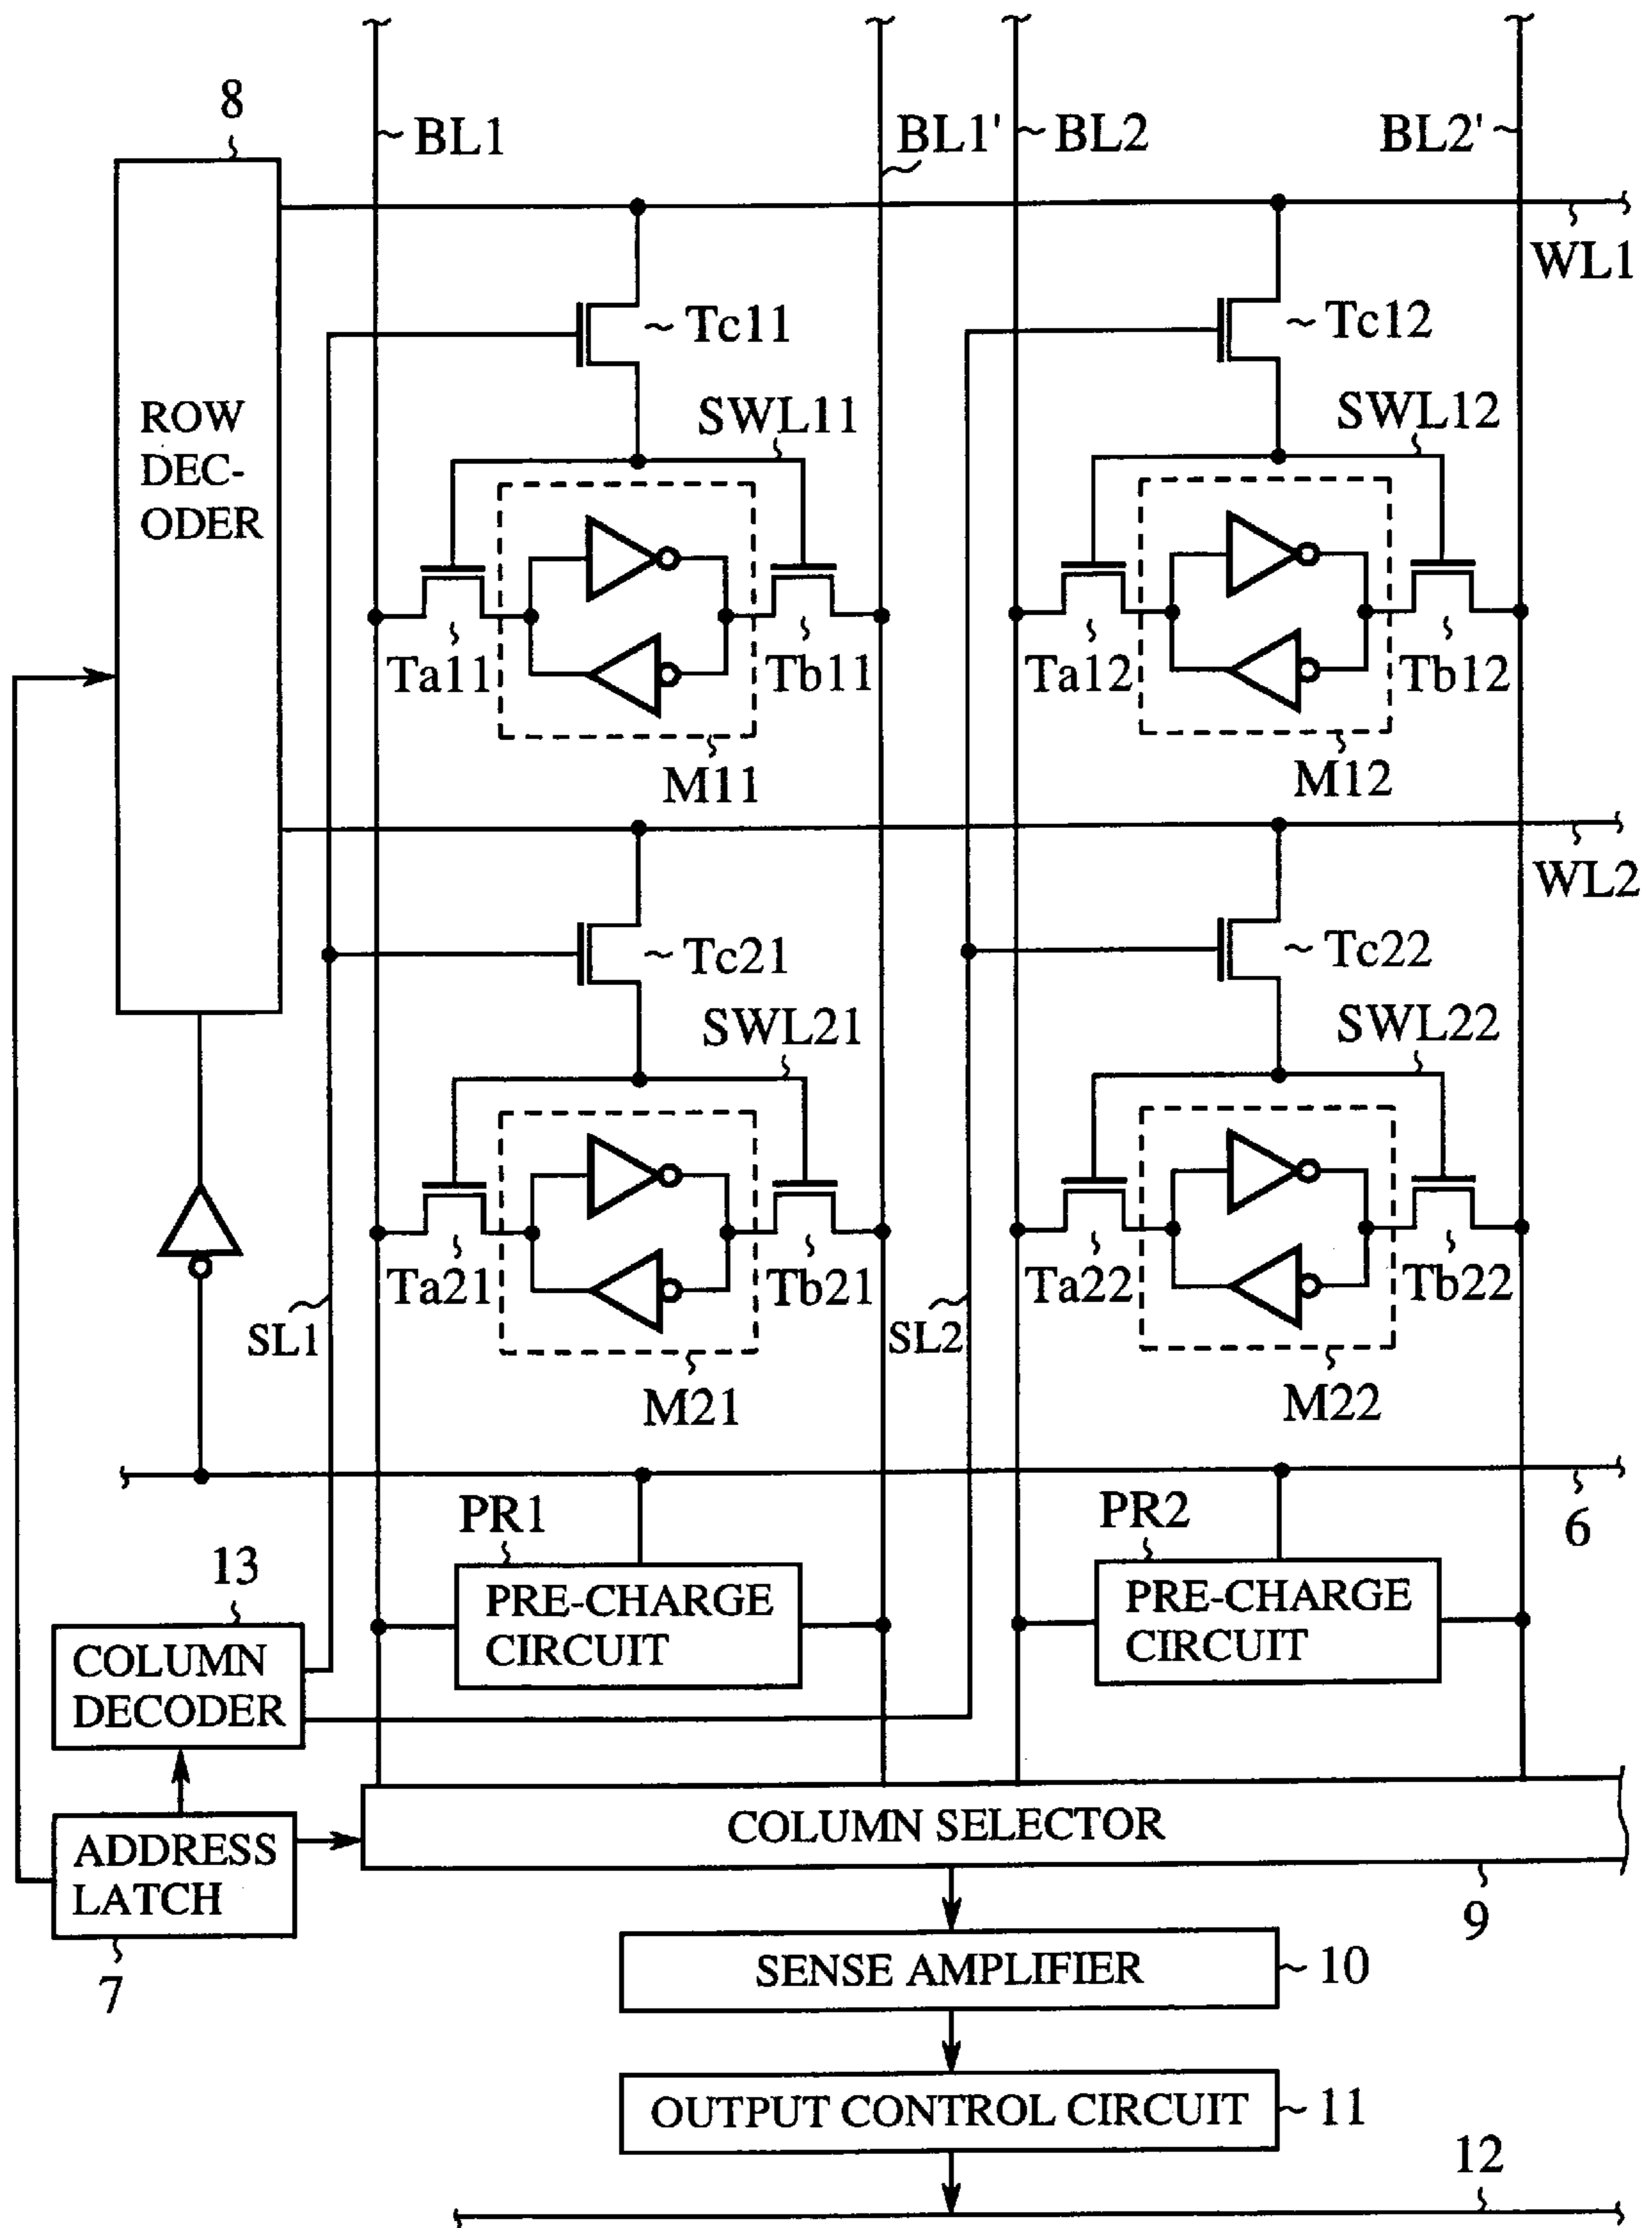 8
BL1
BL1'
BL2
BL2'
WL1
Tc11
Tc12
ROW
DEC-
ODER
SWL11
SWL12
Ta11
Tb11
Ta12
Tb12
M11
M12
WL2
Tc21
Tc22
SWL21
SWL22
Ta21
Tb21
Ta22
Tb22
SL1
SL2
M21
M22
PR1
PR2
6
13
PRE-CHARGE
CIRCUIT
PRE-CHARGE
CIRCUIT
COLUMN
DECODER
COLUMN SELECTOR
ADDRESS
LATCH
9
7
SENSE AMPLIFIER
10
OUTPUT CONTROL CIRCUIT
11
12